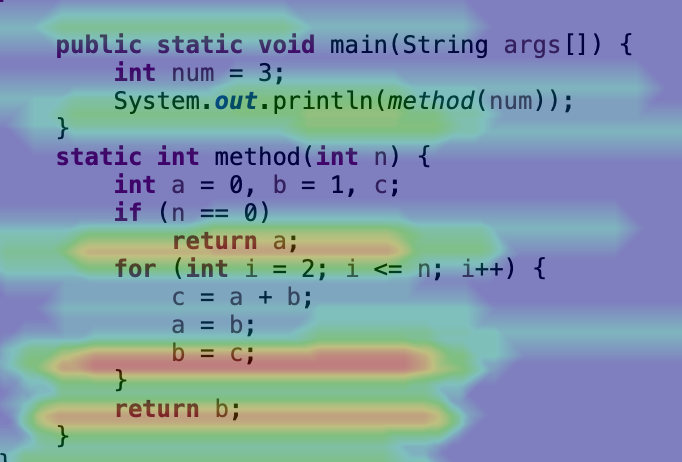 public static void main(String args[]) {
int num = 3;
System.out.println(method(num));
}
static int method(int n) {
int a = 0, b = 1, c;
if (n == 0)
return a;
for (int i = 2; i <= n; i++) {
c = a + b;
a = b;
b = c;
}
return b;
}
}